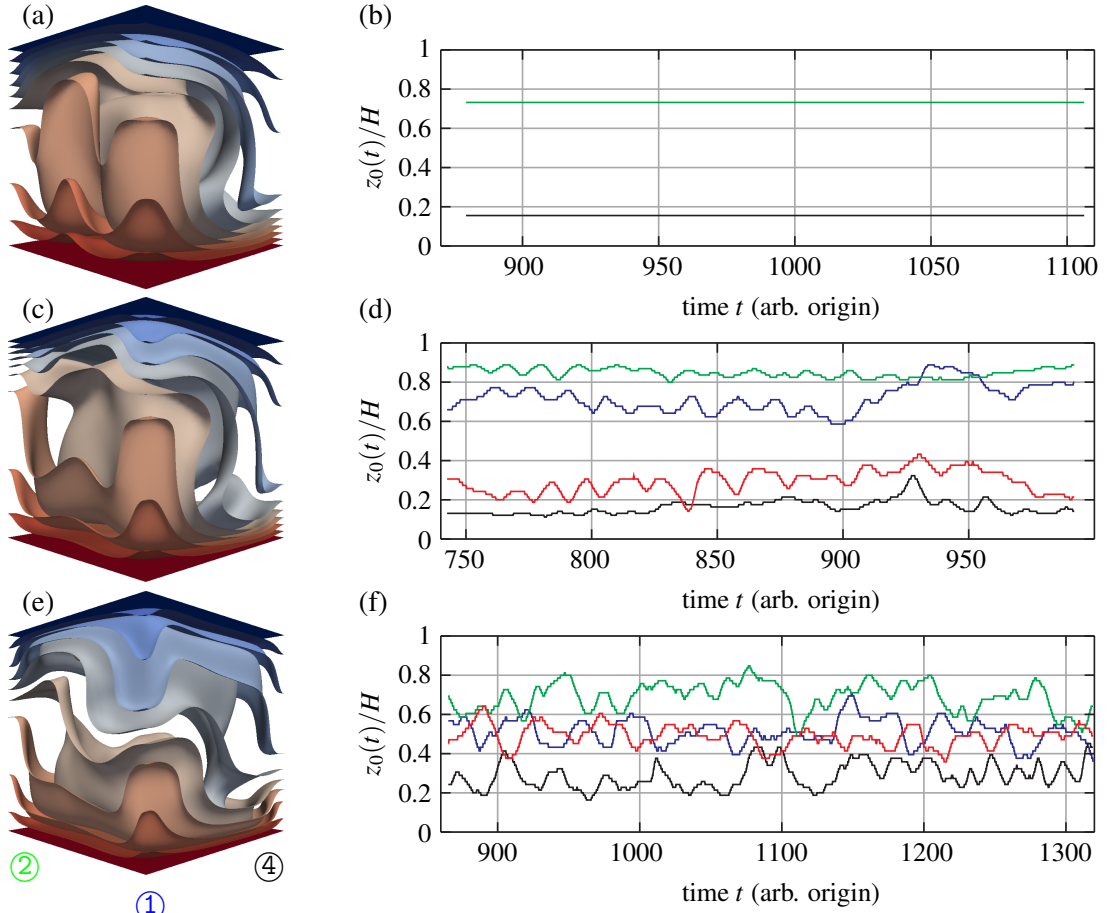 (a)
(b)
1
0.8
0.6
0.4
0.2
0
z0(t)/H
900 950 1000 1050 1100
time t (arb. origin)
(c)
(d)
1
0.8
0.6
0.4
0.2
0
z0(t)/H
750 800 850 900 950
time t (arb. origin)
(e)
(f)
1
0.8
0.6
0.4
0.2
0
z0(t)/H
900 1000 1100 1200 1300
time t (arb. origin)
② ④
①